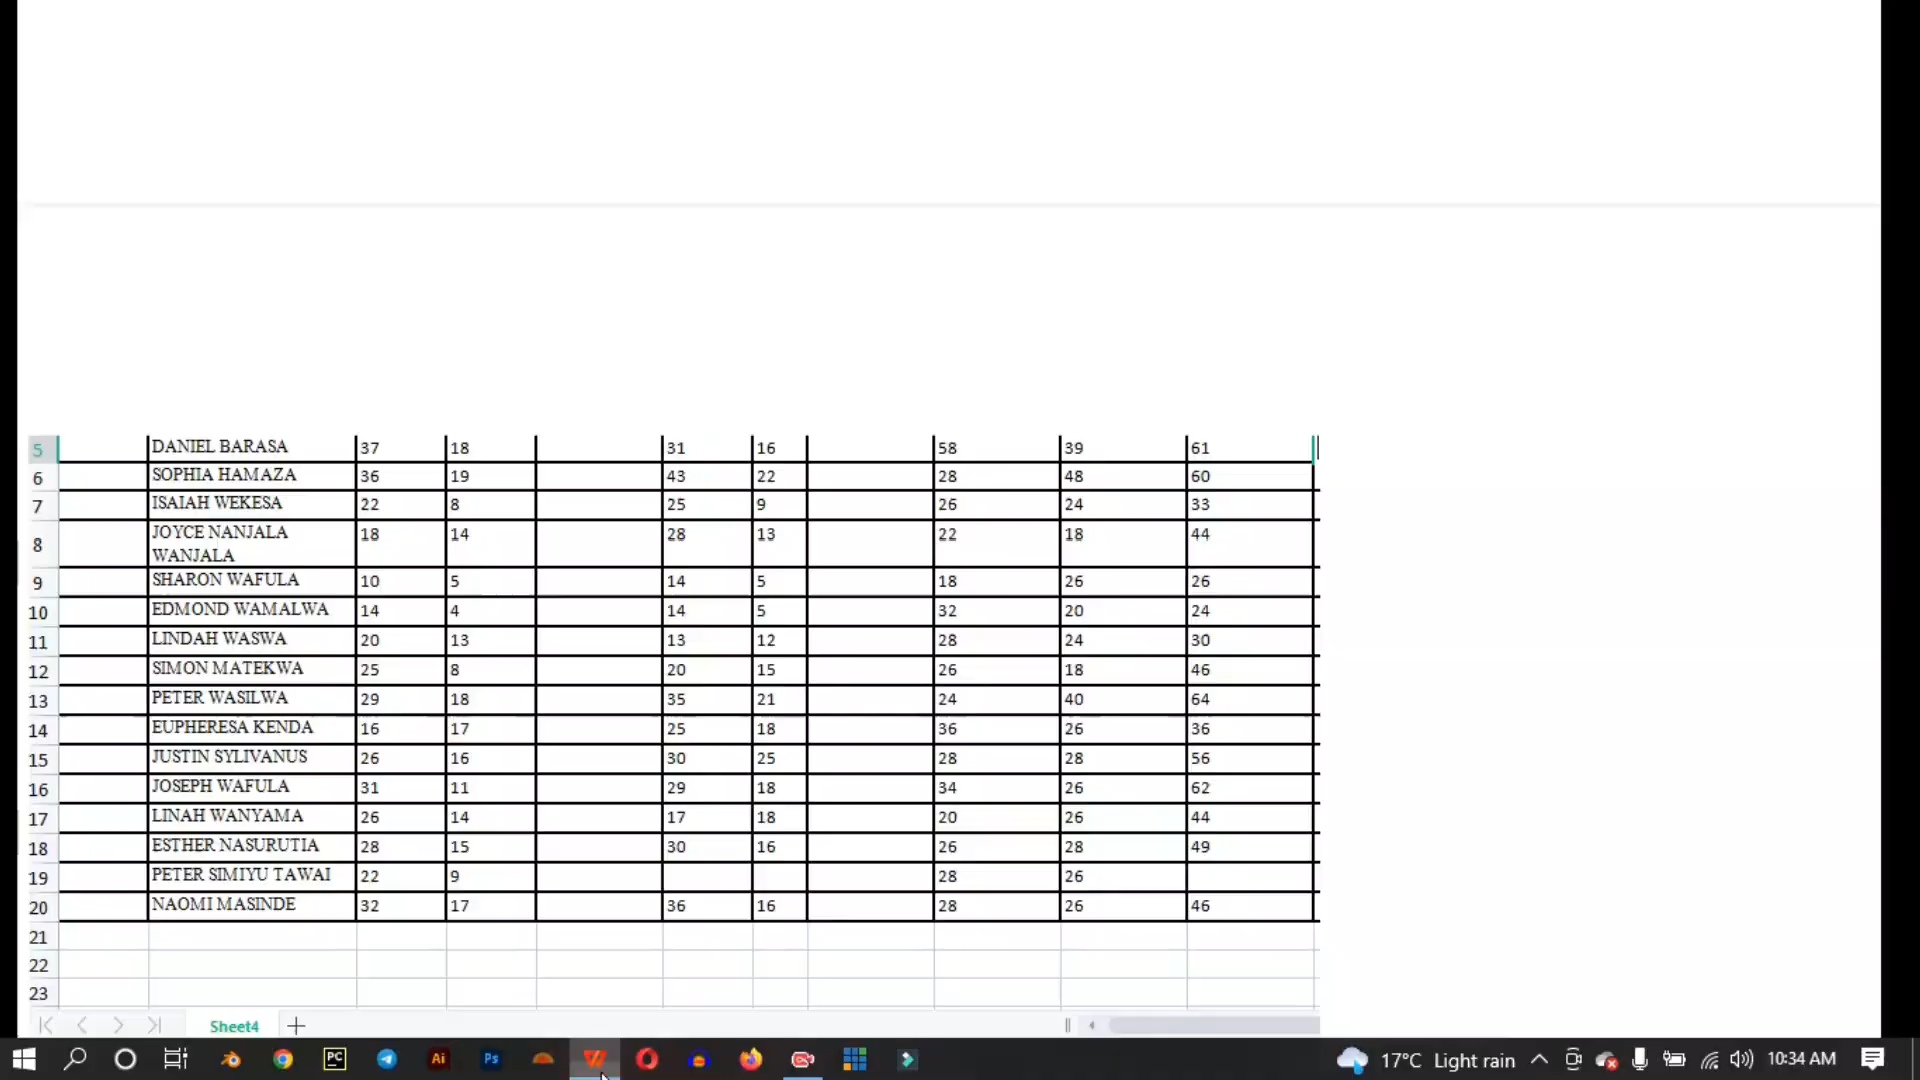 5 DANIEL BARASA 37 18 31 16 58 39 61
6 SOPHIA HAMAZA 36 19 43 22 28 48 60
7 ISAIAH WEKESA 22 8 25 9 26 24 33
8 JOYCE NANJALA 18 14 28 13 22 18 44
WANJALA
9 SHARON WAFULA 10 5 14 5 18 26 26
10 EDMOND WAMALWA 14 4 14 5 32 20 24
11 LINDAH WASWA 20 13 13 12 28 24 30
12 SIMON MATEKWA 25 8 20 15 26 18 46
13 PETER WASILWA 29 18 35 21 24 40 64
14 EUPHERESA KENDA 16 17 25 18 36 26 36
15 JUSTIN SYLIVANUS 26 16 30 25 28 28 56
16 JOSEPH WAFULA 31 11 29 18 34 26 62
17 LINAH WANYAMA 26 14 17 18 20 26 44
18 ESTHER NASURUTIA 28 15 30 16 26 28 49
19 PETER SIMIYU TAWAI 22 9 28 26
20 NAOMI MASINDE 32 17 36 16 28 26 46
21
22
23
Sheet4
PC Ai Ps 17°C Light rain 10:34 AM